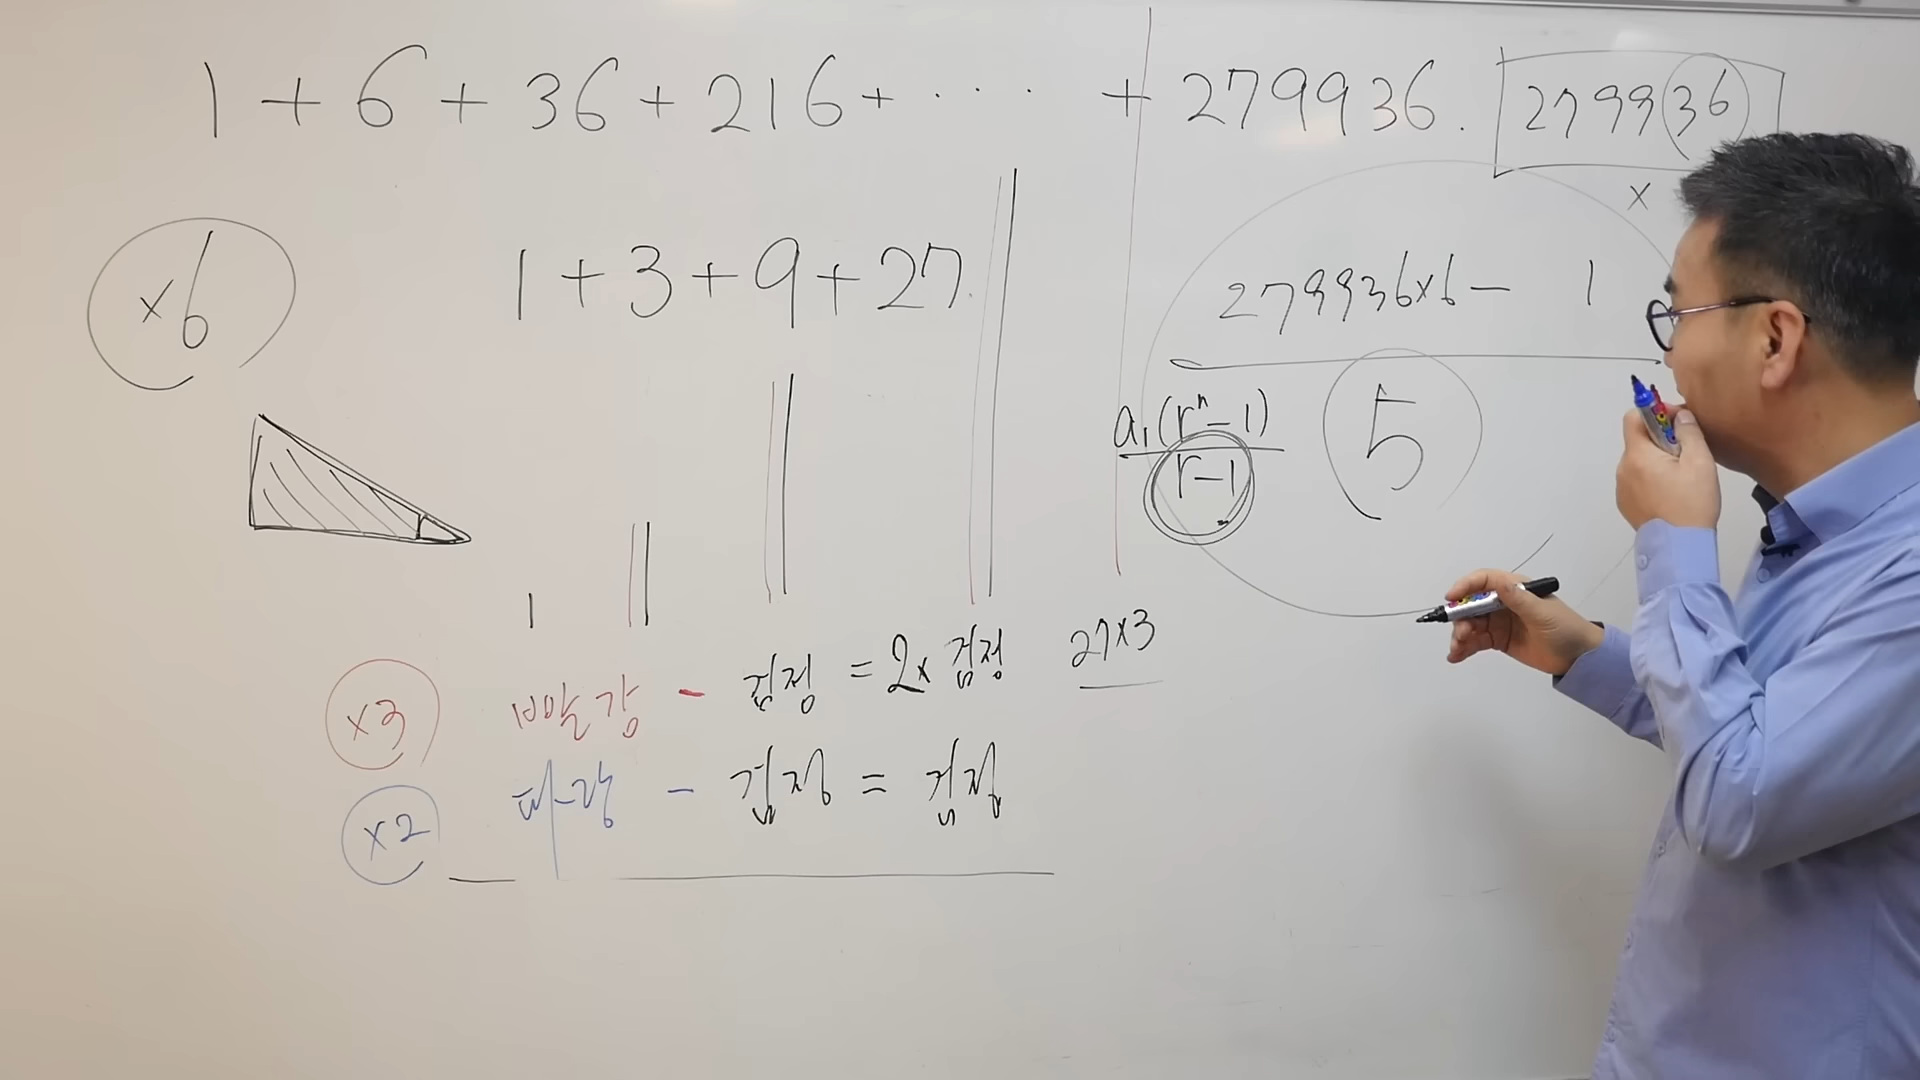 1 + 6 + 36 + 216 + · · · · + 279936.
279936
x
×6
1 + 3 + 9 + 27
279936×6 - 1
5
a₁(rⁿ-1)
r-1
×3 빨강 - 검정 = 2× 검정 27×3
×2 파랑 - 검정 = 검정